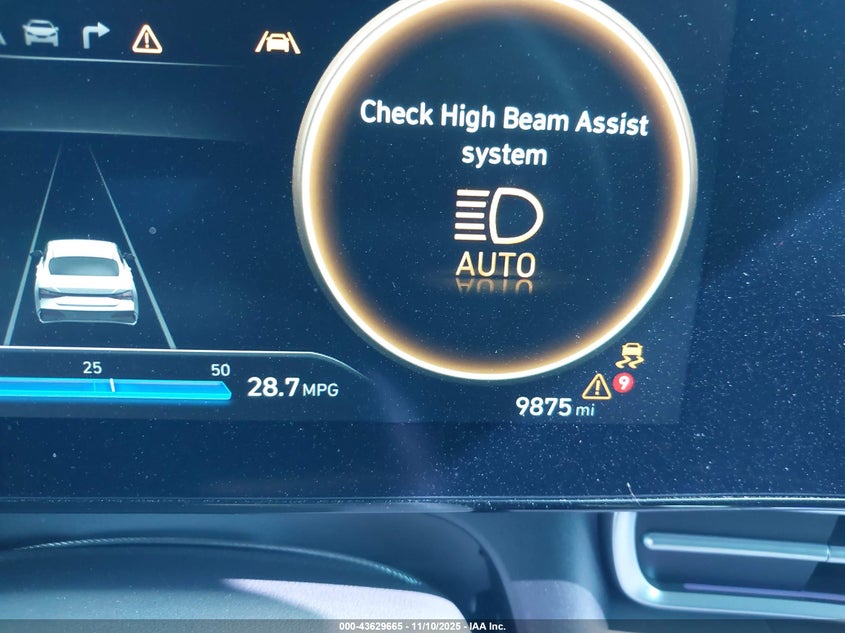 Check High Beam Assist
system
AUTO
25
50
28.7 MPG
9
9875 mi
000-43629665 - 11/10/2025 - IAA Inc.